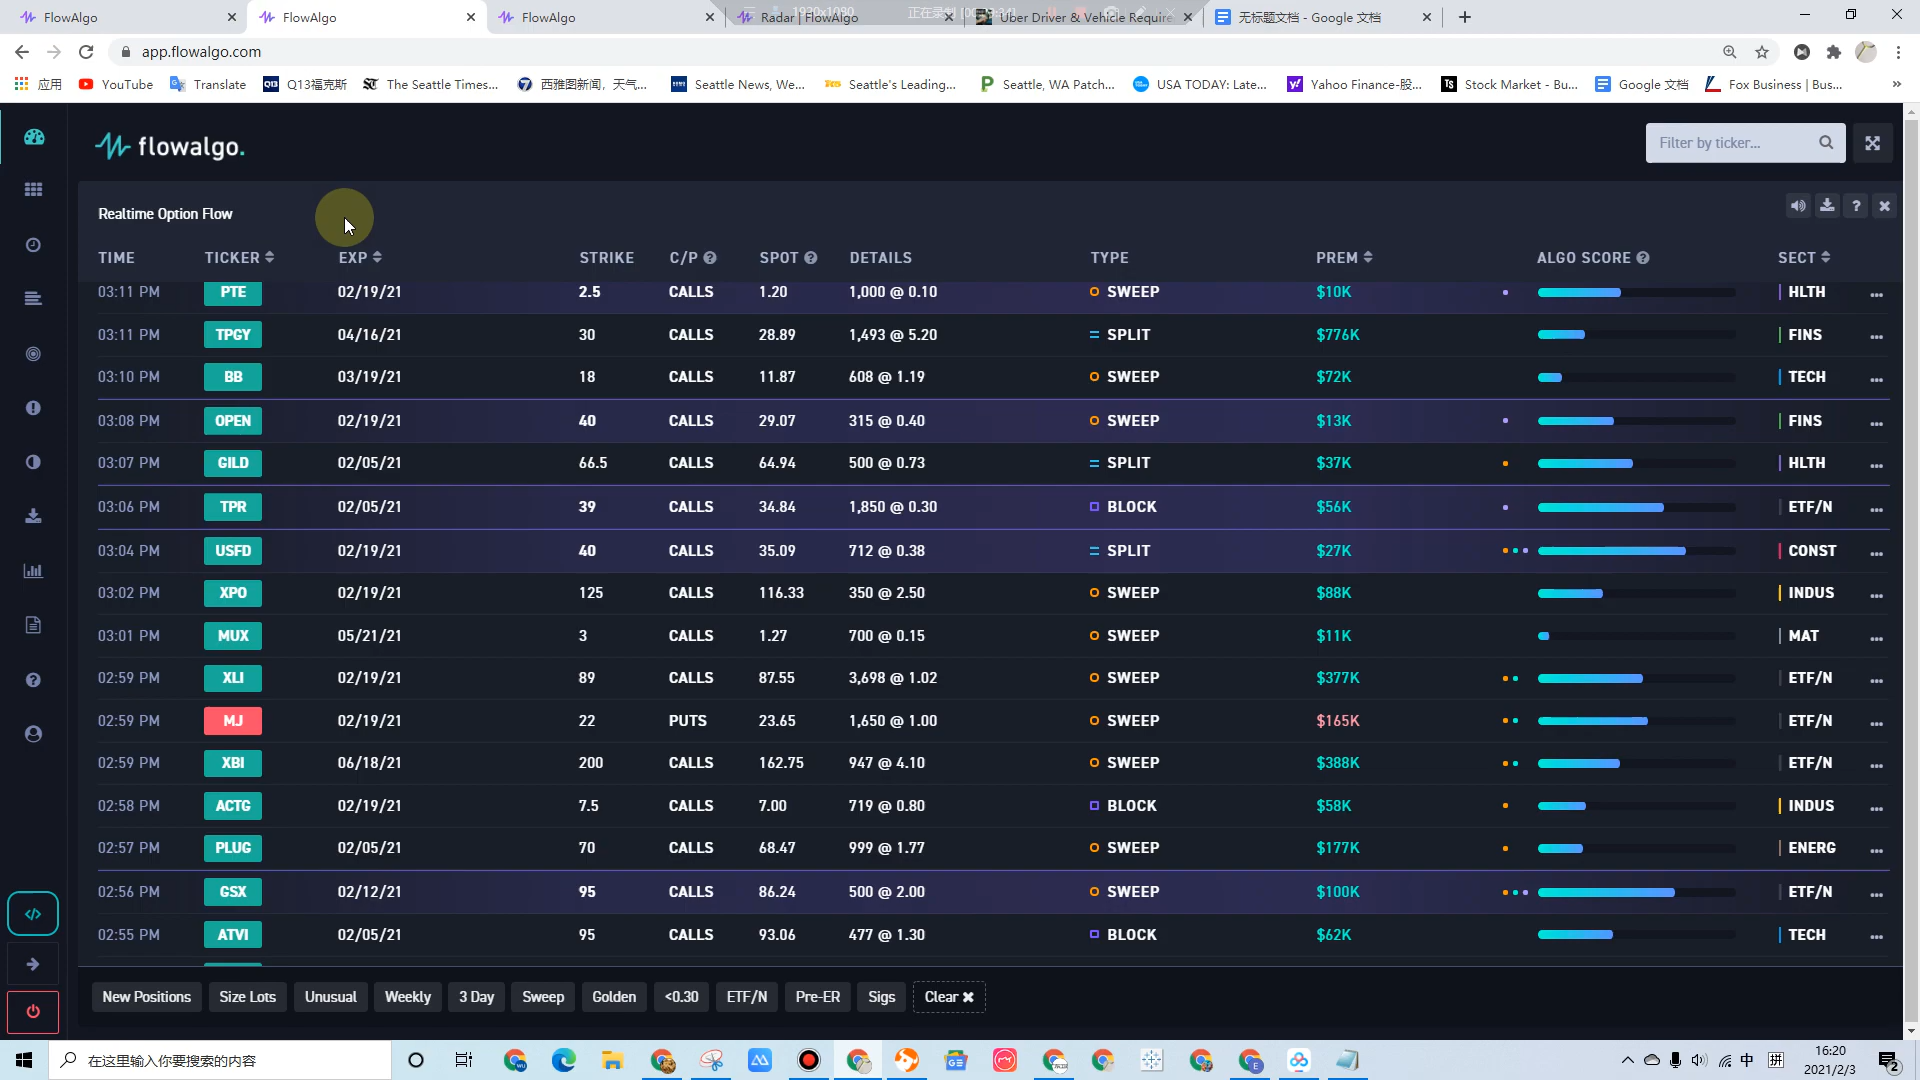 FlowAlgo
FlowAlgo
FlowAlgo
Radar | FlowAlgo
Uber Driver & Vehicle Require
无标题文档 - Google 文档
1920x1080
app.flowalgo.com
应用
YouTube
Translate
Q13福克斯
The Seattle Times...
西雅图新闻，天气...
Seattle News, We...
Seattle's Leading...
Seattle, WA Patch...
USA TODAY: Late...
Yahoo Finance-股...
Stock Market - Bu...
Google 文档
Fox Business | Bus...
»
flowalgo.
Filter by ticker...
Realtime Option Flow
TIME TICKER EXP STRIKE C/P SPOT DETAILS TYPE PREM ALGO SCORE SECT
03:11 PM PTE 02/19/21 2.5 CALLS 1.20 1,000 @ 0.10 SWEEP $10K HLTH ...
03:11 PM TPGY 04/16/21 30 CALLS 28.89 1,493 @ 5.20 SPLIT $776K FINS ...
03:10 PM BB 03/19/21 18 CALLS 11.87 608 @ 1.19 SWEEP $72K TECH ...
03:08 PM OPEN 02/19/21 40 CALLS 29.07 315 @ 0.40 SWEEP $13K FINS ...
03:07 PM GILD 02/05/21 66.5 CALLS 64.94 500 @ 0.73 SPLIT $37K HLTH ...
03:06 PM TPR 02/05/21 39 CALLS 34.84 1,850 @ 0.30 BLOCK $56K ETF/N ...
03:04 PM USFD 02/19/21 40 CALLS 35.09 712 @ 0.38 SPLIT $27K CONST ...
03:02 PM XPO 02/19/21 125 CALLS 116.33 350 @ 2.50 SWEEP $88K INDUS ...
03:01 PM MUX 05/21/21 3 CALLS 1.27 700 @ 0.15 SWEEP $11K MAT ...
02:59 PM XLI 02/19/21 89 CALLS 87.55 3,698 @ 1.02 SWEEP $377K ETF/N ...
02:59 PM MJ 02/19/21 22 PUTS 23.65 1,650 @ 1.00 SWEEP $165K ETF/N ...
02:59 PM XBI 06/18/21 200 CALLS 162.75 947 @ 4.10 SWEEP $388K ETF/N ...
02:58 PM ACTG 02/19/21 7.5 CALLS 7.00 719 @ 0.80 BLOCK $58K INDUS ...
02:57 PM PLUG 02/05/21 70 CALLS 68.47 999 @ 1.77 SWEEP $177K ENERG ...
02:56 PM GSX 02/12/21 95 CALLS 86.24 500 @ 2.00 SWEEP $100K ETF/N ...
02:55 PM ATVI 02/05/21 95 CALLS 93.06 477 @ 1.30 BLOCK $62K TECH ...
New Positions Size Lots Unusual Weekly 3 Day Sweep Golden <0.30 ETF/N Pre-ER Sigs Clear ✖
在这里输入你要搜索的内容
中
拼
16:20
2021/2/3
2